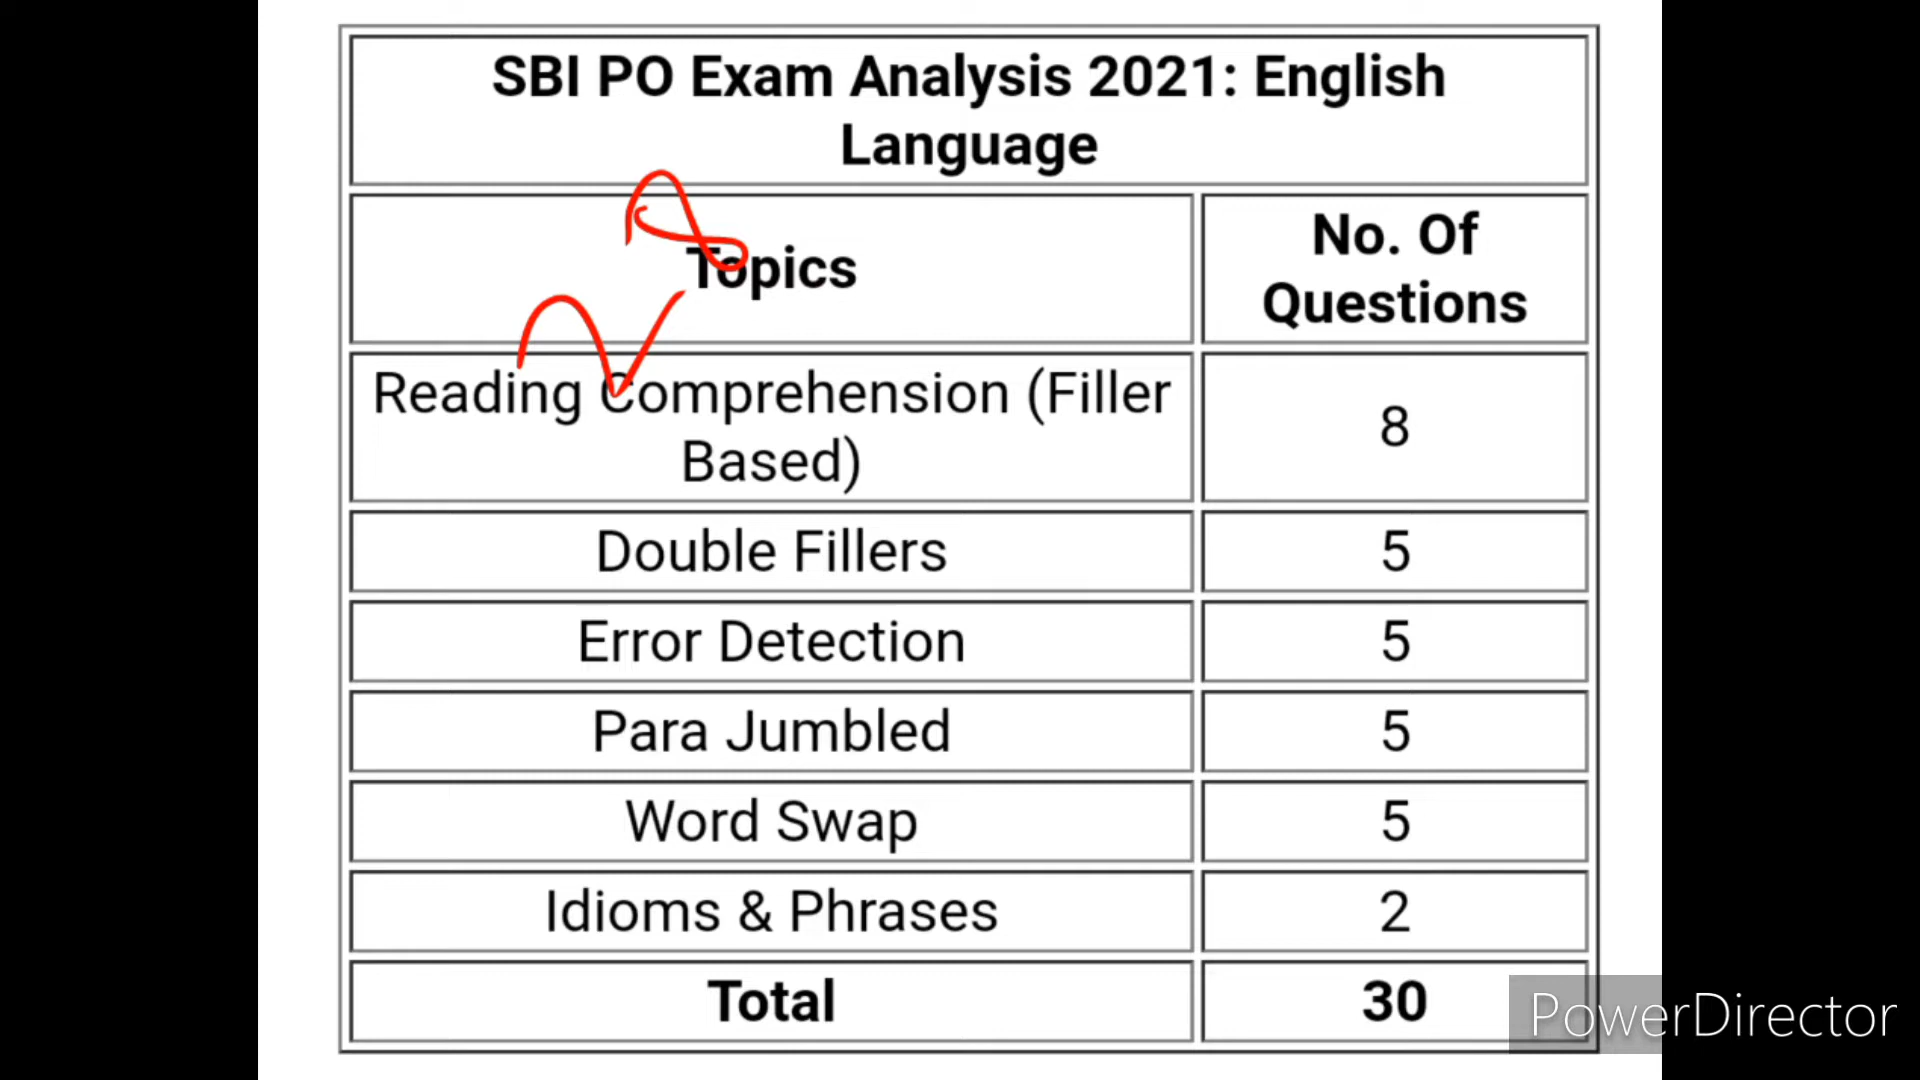 SBI PO Exam Analysis 2021: English
Language
Topics
No. Of
Questions
Reading Comprehension (Filler
Based)
8
Double Fillers
5
Error Detection
5
Para Jumbled
5
Word Swap
5
Idioms & Phrases
2
Total
30
PowerDirector